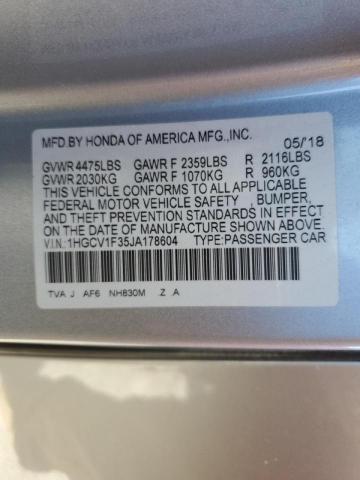 MFD.BY HONDA OF AMERICA MFG.,INC. 05/'18
GVWR 4475LBS GAWR F 2359LBS R 2116LBS
GVWR 2030KG GAWR F 1070KG R 960KG
THIS VEHICLE CONFORMS TO ALL APPLICABLE
FEDERAL MOTOR VEHICLE SAFETY , BUMPER,
AND THEFT PREVENTION STANDARDS IN EFFECT
ON THE DATE OF MANUFACTURE SHOWN ABOVE.
V.I.N:1HGCV1F35JA178604 TYPE:PASSENGER CAR
TVA J AF6 NH830M .Z .A